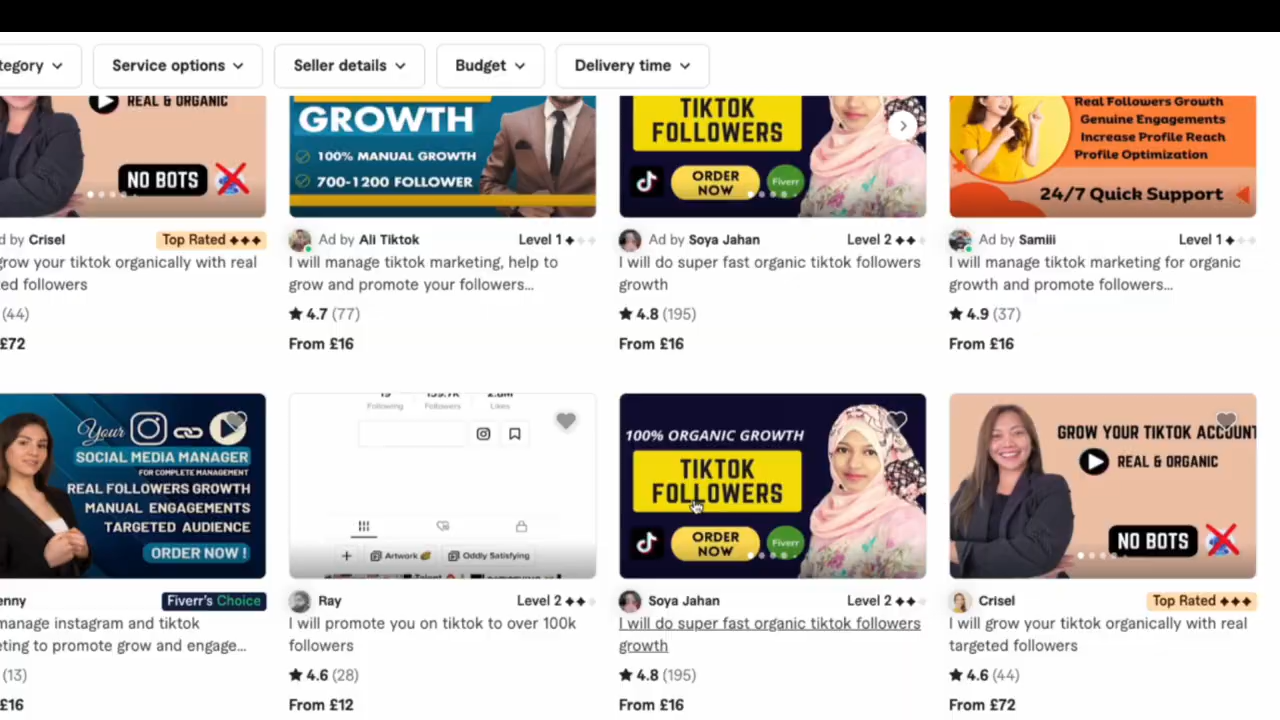 tegory
Service options
Seller details
Budget
Delivery time
REAL & ORGANIC
NO BOTS
GROWTH
100% MANUAL GROWTH
700-1200 FOLLOWER
TIKTOK
FOLLOWERS
ORDER
NOW
Fiverr
Real Followers Growth
Genuine Engagements
Increase Profile Reach
Profile Optimization
24/7 Quick Support
d by Crisel
Top Rated
grow your tiktok organically with real
ed followers
(44)
£72
Ad by Ali Tiktok
Level 1
I will manage tiktok marketing, help to
grow and promote your followers...
4.7 (77)
From £16
Ad by Soya Jahan
Level 2
I will do super fast organic tiktok followers
growth
4.8 (195)
From £16
Ad by Samiii
Level 1
I will manage tiktok marketing for organic
growth and promote followers...
4.9 (37)
From £16
Your
SOCIAL MEDIA MANAGER
FOR COMPLETE MANAGEMENT
REAL FOLLOWERS GROWTH
MANUAL ENGAGEMENTS
TARGETED AUDIENCE
ORDER NOW !
Following
Followers
Likes
Artwork
Oddly Satisfying
100% ORGANIC GROWTH
TIKTOK
FOLLOWERS
ORDER
NOW
Fiverr
GROW YOUR TIKTOK ACCOUNT
REAL & ORGANIC
NO BOTS
enny
Fiverr's Choice
manage instagram and tiktok
eting to promote grow and engage...
(13)
£16
Ray
Level 2
I will promote you on tiktok to over 100k
followers
4.6 (28)
From £12
Soya Jahan
Level 2
I will do super fast organic tiktok followers
growth
4.8 (195)
From £16
Crisel
Top Rated
I will grow your tiktok organically with real
targeted followers
4.6 (44)
From £72